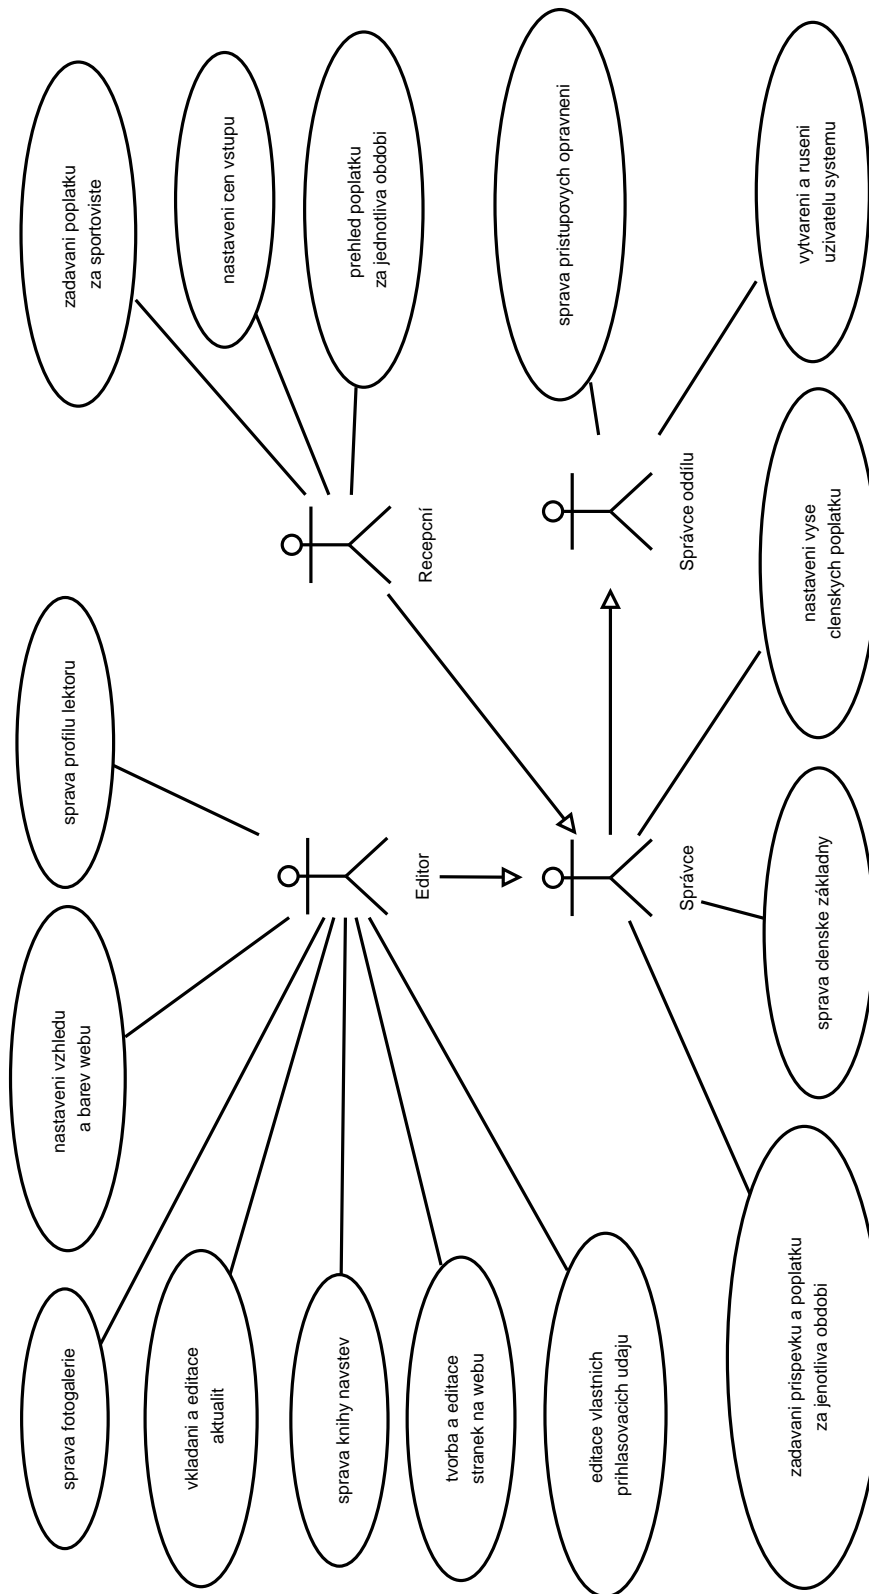 sprava fotogalerie
nastaveni vzhledu
a barev webu
sprava profilu lektoru
zadavani poplatku
za sportoviste
vkladani a editace
aktualit
nastaveni cen vstupu
sprava knihy navstev
prehled poplatku
za jednotliva obdobi
Editor
Recepcní
tvorba a editace
stranek na webu
editace vlastnich
prihlasovacich udaju
sprava pristupovych opravneni
Správce
Správce oddílu
zadavani prispevku a poplatku
za jenotliva obdobi
sprava clenske základny
nastaveni vyse
clenskych poplatku
vytvareni a ruseni
uzivatelu systemu